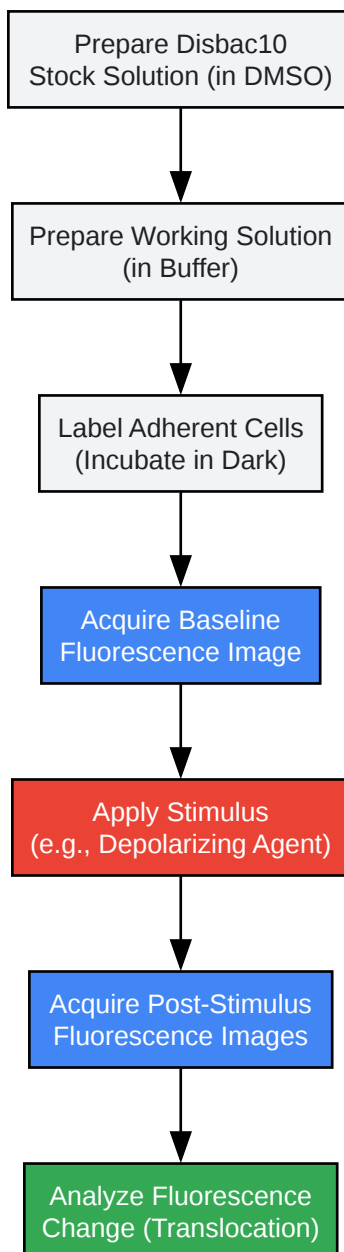 Prepare Disbac10
Stock Solution (in DMSO)
Prepare Working Solution
(in Buffer)
Label Adherent Cells
(Incubate in Dark)
Acquire Baseline
Fluorescence Image
Apply Stimulus
(e.g., Depolarizing Agent)
Acquire Post-Stimulus
Fluorescence Images
Analyze Fluorescence
Change (Translocation)